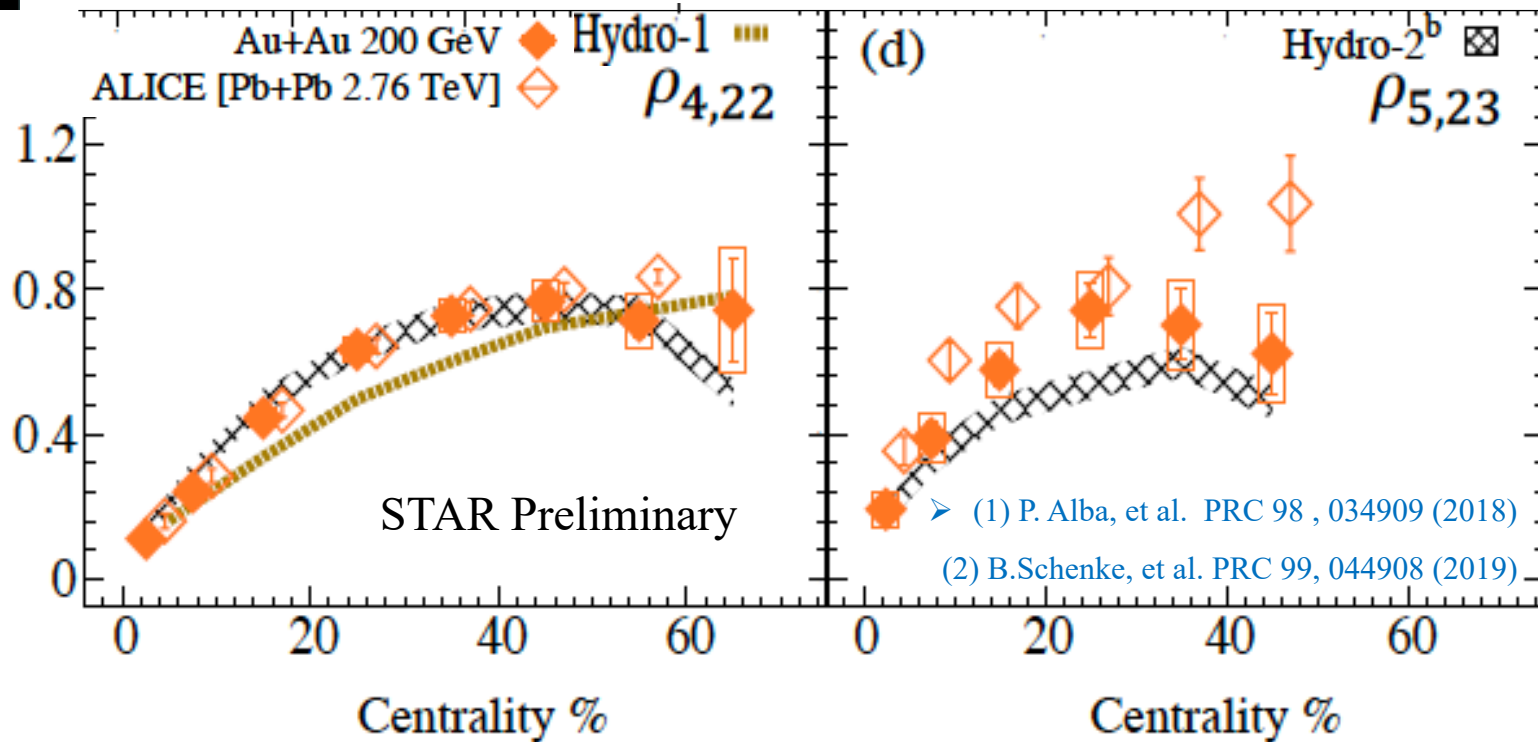 Au+Au 200 GeV Hydro-1
ALICE [Pb+Pb 2.76 TeV]
ρ4,22
(d)
Hydro-2b
ρ5,23
1.2
0.8
0.4
0
STAR Preliminary
➢ (1) P. Alba, et al. PRC 98 , 034909 (2018)
(2) B.Schenke, et al. PRC 99, 044908 (2019)
0 20 40 60
0 20 40 60
Centrality %
Centrality %